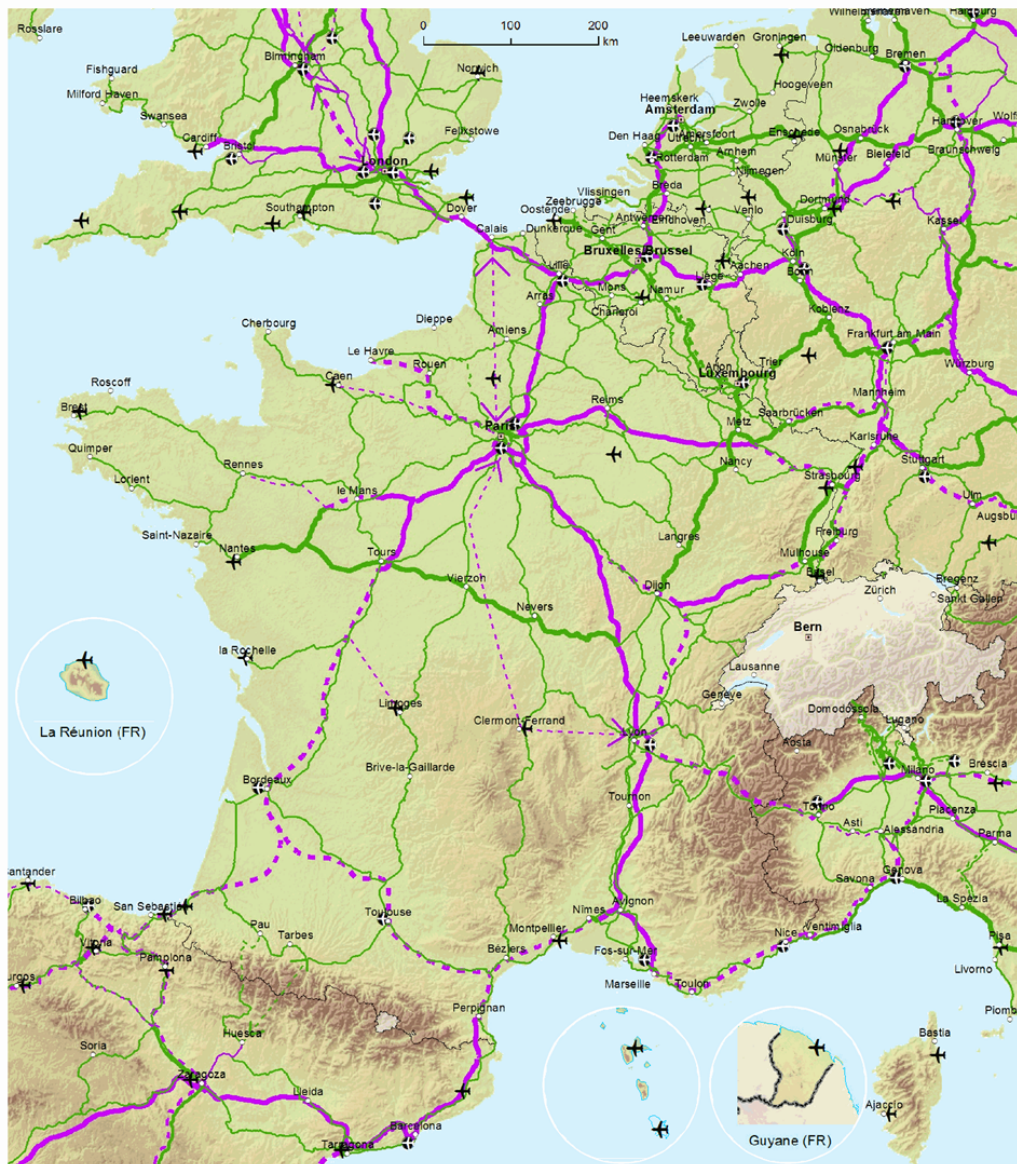 Rosslare
Birmingham
0
100
200
km
Leeuwarden
Groningen
Oldenburg
Bremen
Fishguard
Milford Haven
Norwich
Hoogeveen
Swansea
Heemskerk
Zwolle
Amsterdam
Cardiff
Bristol
Felixstowe
Den Haag
Utrecht
Amersfoort
Enschede
Osnabrück
Hannover
London
Rotterdam
Arnhem
Nijmegen
Münster
Bielefeld
Braunschweig
Southampton
Dover
Vlissingen
Zeebrugge
Oostende
Breda
Venlo
Dortmund
Kassel
Calais
Dunkerque
Gent
Antwerpen
Eindhoven
Duisburg
Bruxelles/Brussel
Lille
Liège
Aachen
Köln
Bonn
Mons
Namur
Arras
Charleroi
Koblenz
Cherbourg
Dieppe
Amiens
Frankfurt am Main
Le Havre
Rouen
Trier
Arlon
Luxembourg
Würzburg
Roscoff
Caen
Mannheim
Brest
Reims
Saarbrücken
Paris
Metz
Karlsruhe
Quimper
Rennes
Nancy
Stuttgart
Lorient
le Mans
Strasbourg
Ulm
Saint-Nazaire
Nantes
Langres
Freiburg
Tours
Mulhouse
Basel
Vierzon
Dijon
Zürich
Bregenz
Sankt Gallen
Nevers
Bern
la Rochelle
Lausanne
Limoges
Genève
Domodossola
Lugano
Clermont-Ferrand
Lyon
La Réunion (FR)
Aosta
Bordeaux
Brive-la-Gaillarde
Milano
Brescia
Tournon
Torino
Piacenza
Asti
Alessandria
Parma
Santander
Genova
Savona
Bilbao
San Sebastián
Avignon
La Spezia
Toulouse
Nîmes
Pau
Tarbes
Montpellier
Nice
Ventimiglia
Vitoria
Pamplona
Béziers
Fos-sur-Mer
Pisa
Livorno
Burgos
Marseille
Toulon
Perpignan
Huesca
Bastia
Soria
Zaragoza
Lleida
Ajaccio
Barcelona
Tarragona
Guyane (FR)